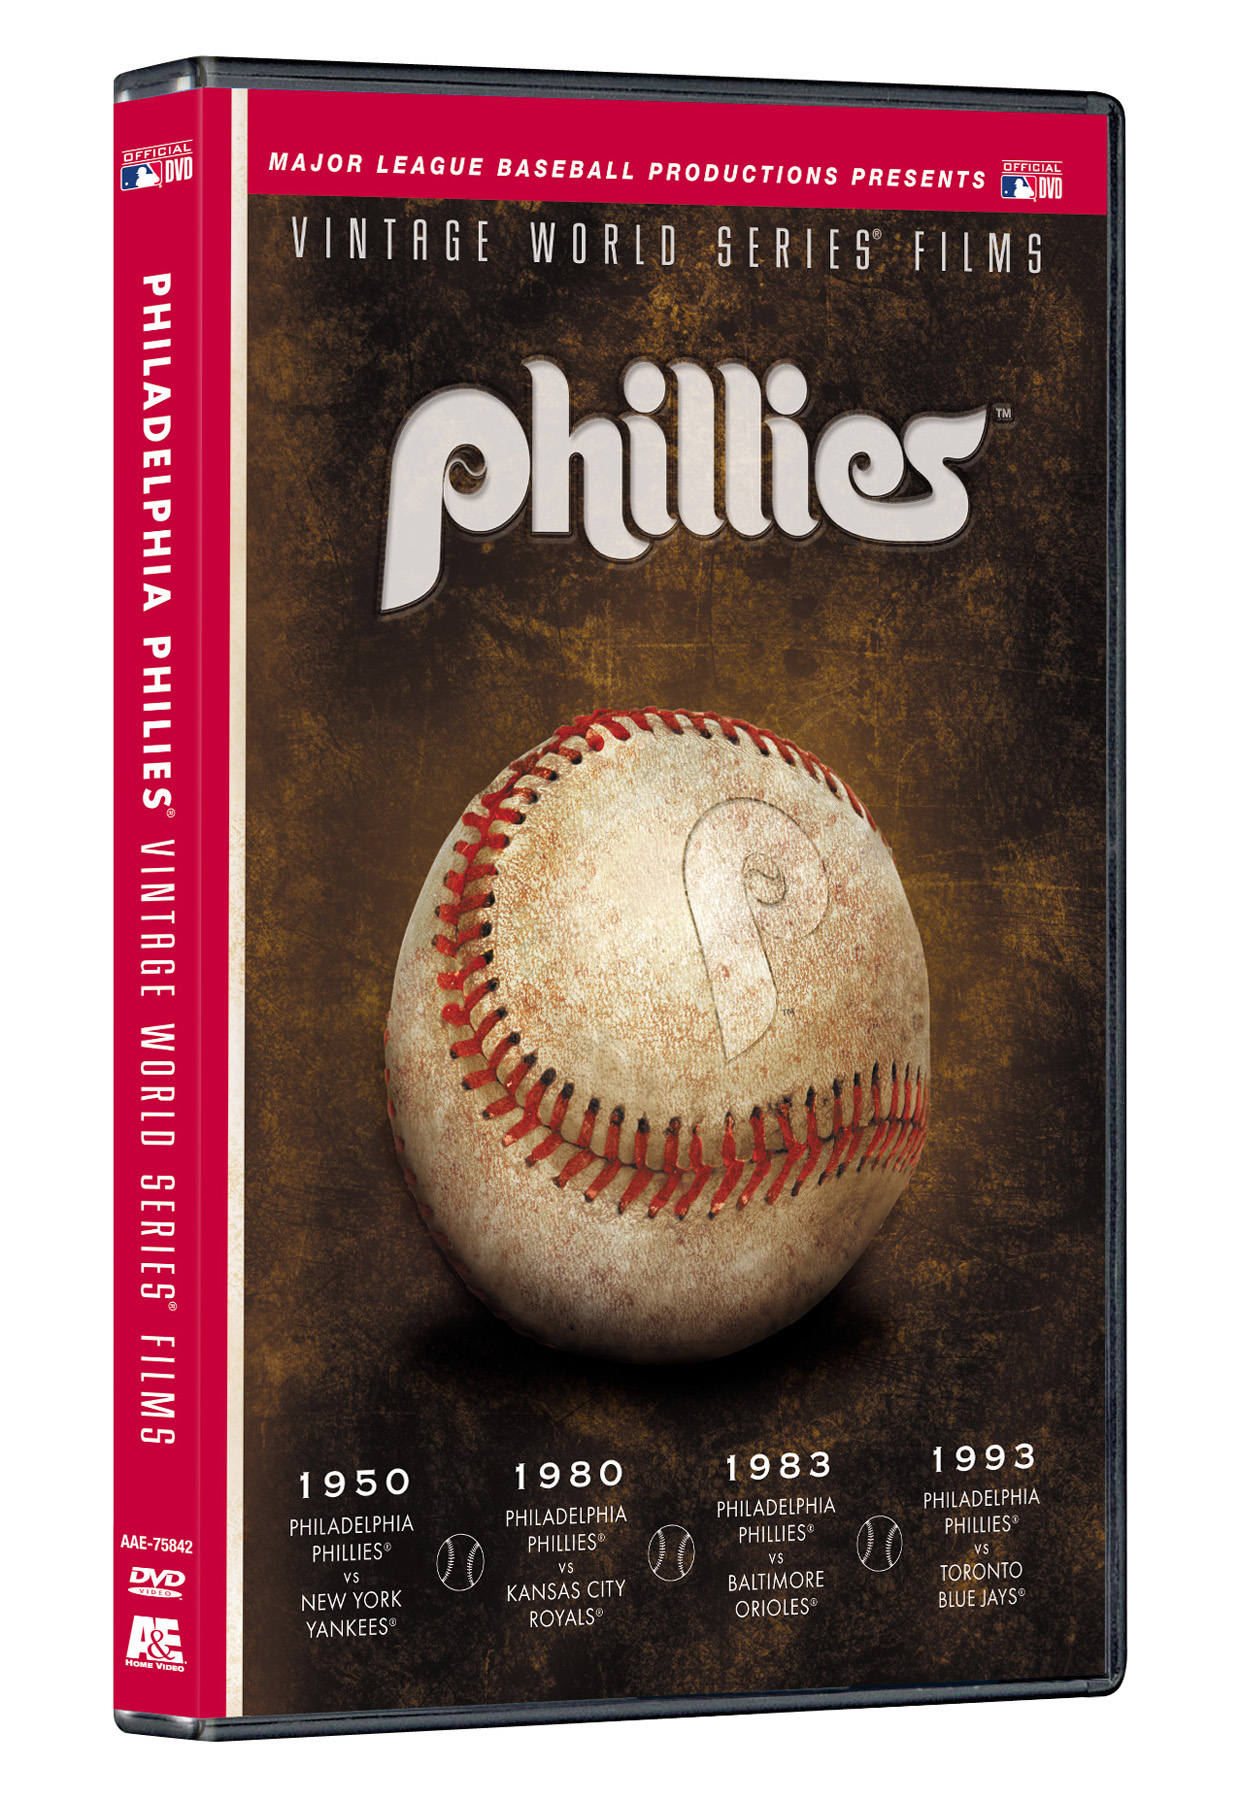 OFFICIAL
DVD
PHILADELPHIA PHILLIES® VINTAGE WORLD SERIES® FILMS
AAE-75842
DVD
VIDEO
A&E®
HOME VIDEO
MAJOR LEAGUE BASEBALL PRODUCTIONS PRESENTS
OFFICIAL
DVD
VINTAGE WORLD SERIES® FILMS
phillies™
P™
1950
PHILADELPHIA
PHILLIES®
vs
NEW YORK
YANKEES®
1980
PHILADELPHIA
PHILLIES®
vs
KANSAS CITY
ROYALS®
1983
PHILADELPHIA
PHILLIES®
vs
BALTIMORE
ORIOLES®
1993
PHILADELPHIA
PHILLIES®
vs
TORONTO
BLUE JAYS®